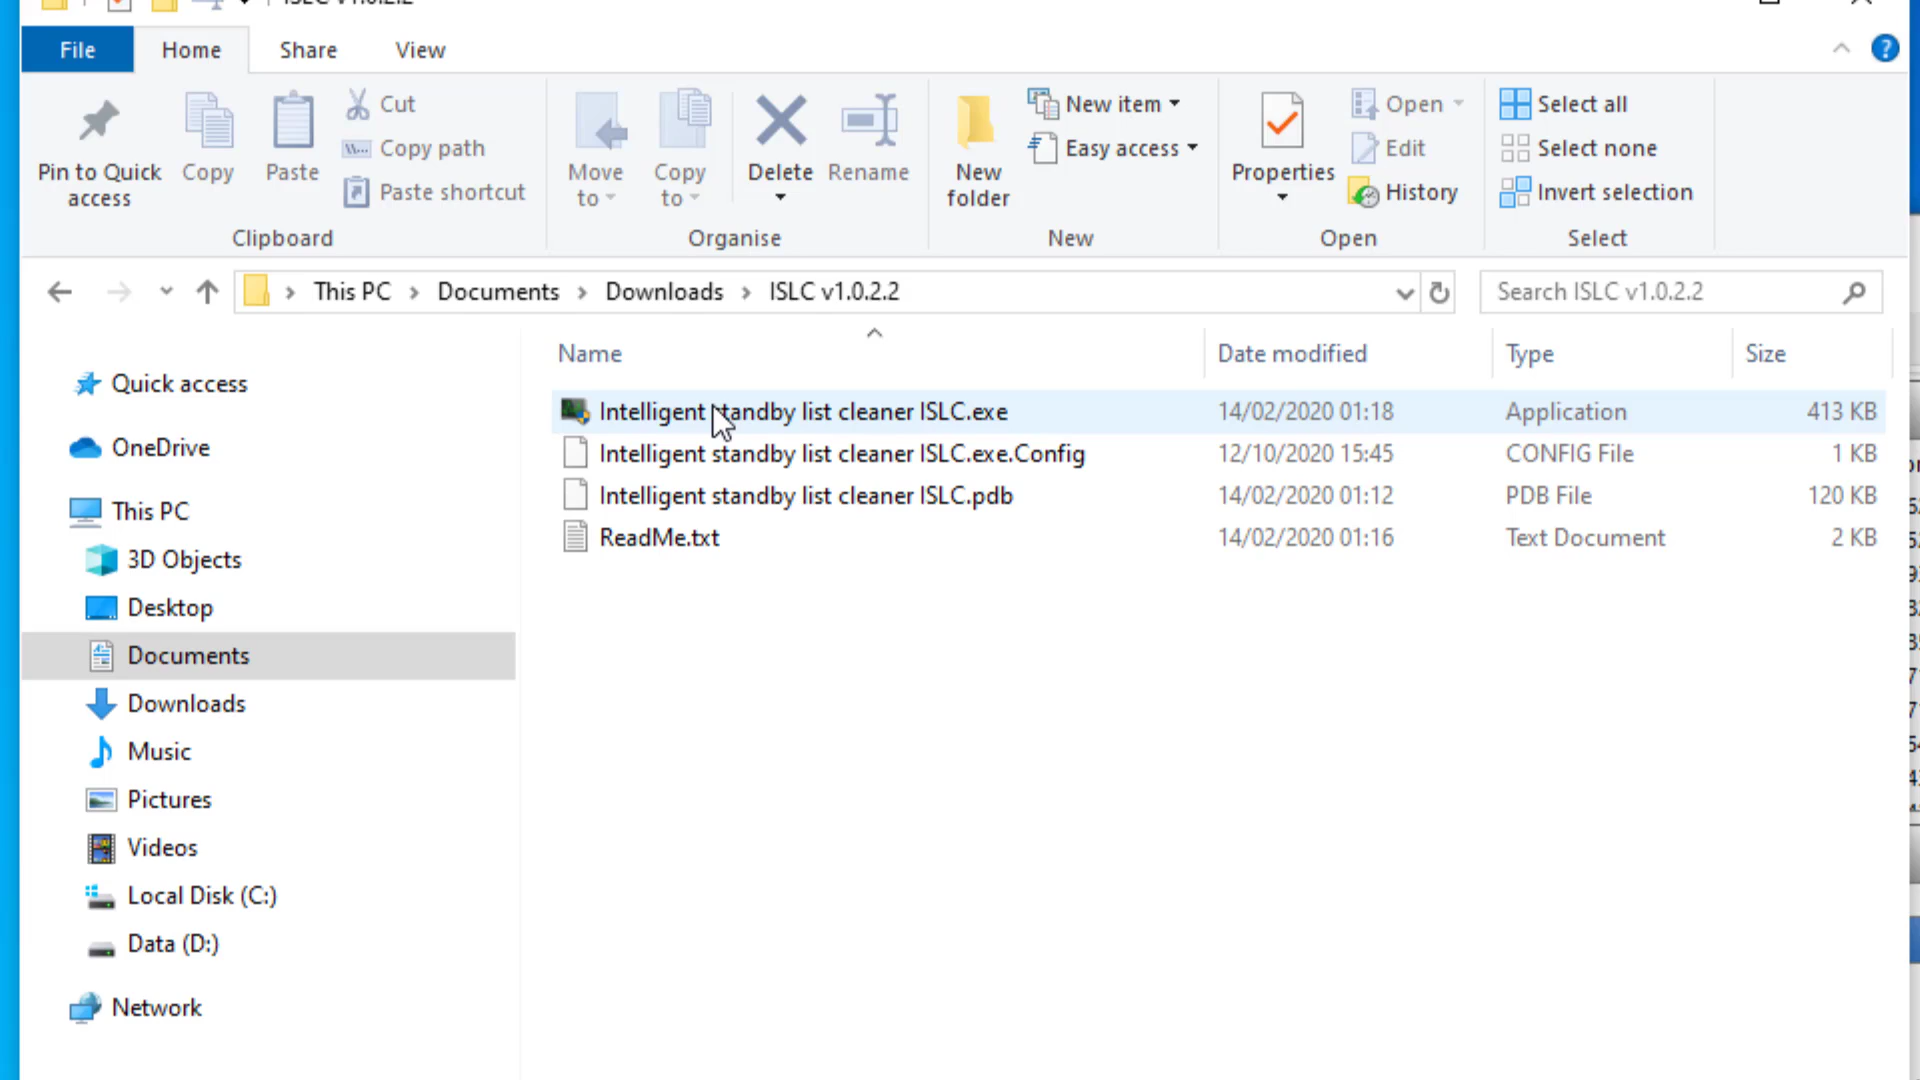 ISLC v1.0.2.2
File Home Share View
Pin to Quick access
Copy
Paste
Cut
Copy path
Paste shortcut
Clipboard
Move to
Copy to
Delete
Rename
Organise
New folder
New item
Easy access
New
Properties
Open
Edit
History
Open
Select all
Select none
Invert selection
Select
This PC > Documents > Downloads > ISLC v1.0.2.2
Search ISLC v1.0.2.2
Name Date modified Type Size
Intelligent standby list cleaner ISLC.exe 14/02/2020 01:18 Application 413 KB
Intelligent standby list cleaner ISLC.exe.Config 12/10/2020 15:45 CONFIG File 1 KB
Intelligent standby list cleaner ISLC.pdb 14/02/2020 01:12 PDB File 120 KB
ReadMe.txt 14/02/2020 01:16 Text Document 2 KB
Quick access
OneDrive
This PC
3D Objects
Desktop
Documents
Downloads
Music
Pictures
Videos
Local Disk (C:)
Data (D:)
Network